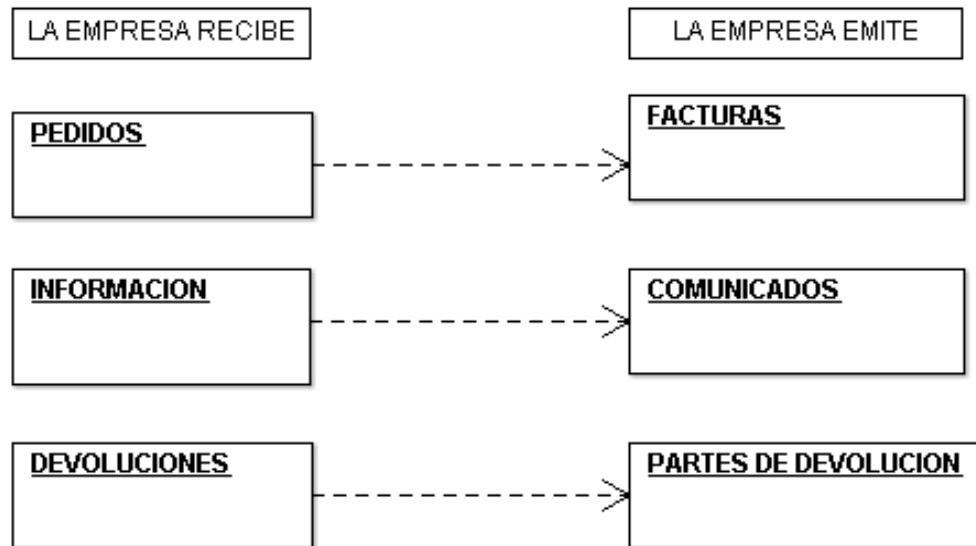 LA EMPRESA RECIBE
LA EMPRESA EMITE
PEDIDOS
FACTURAS
INFORMACION
COMUNICADOS
DEVOLUCIONES
PARTES DE DEVOLUCION